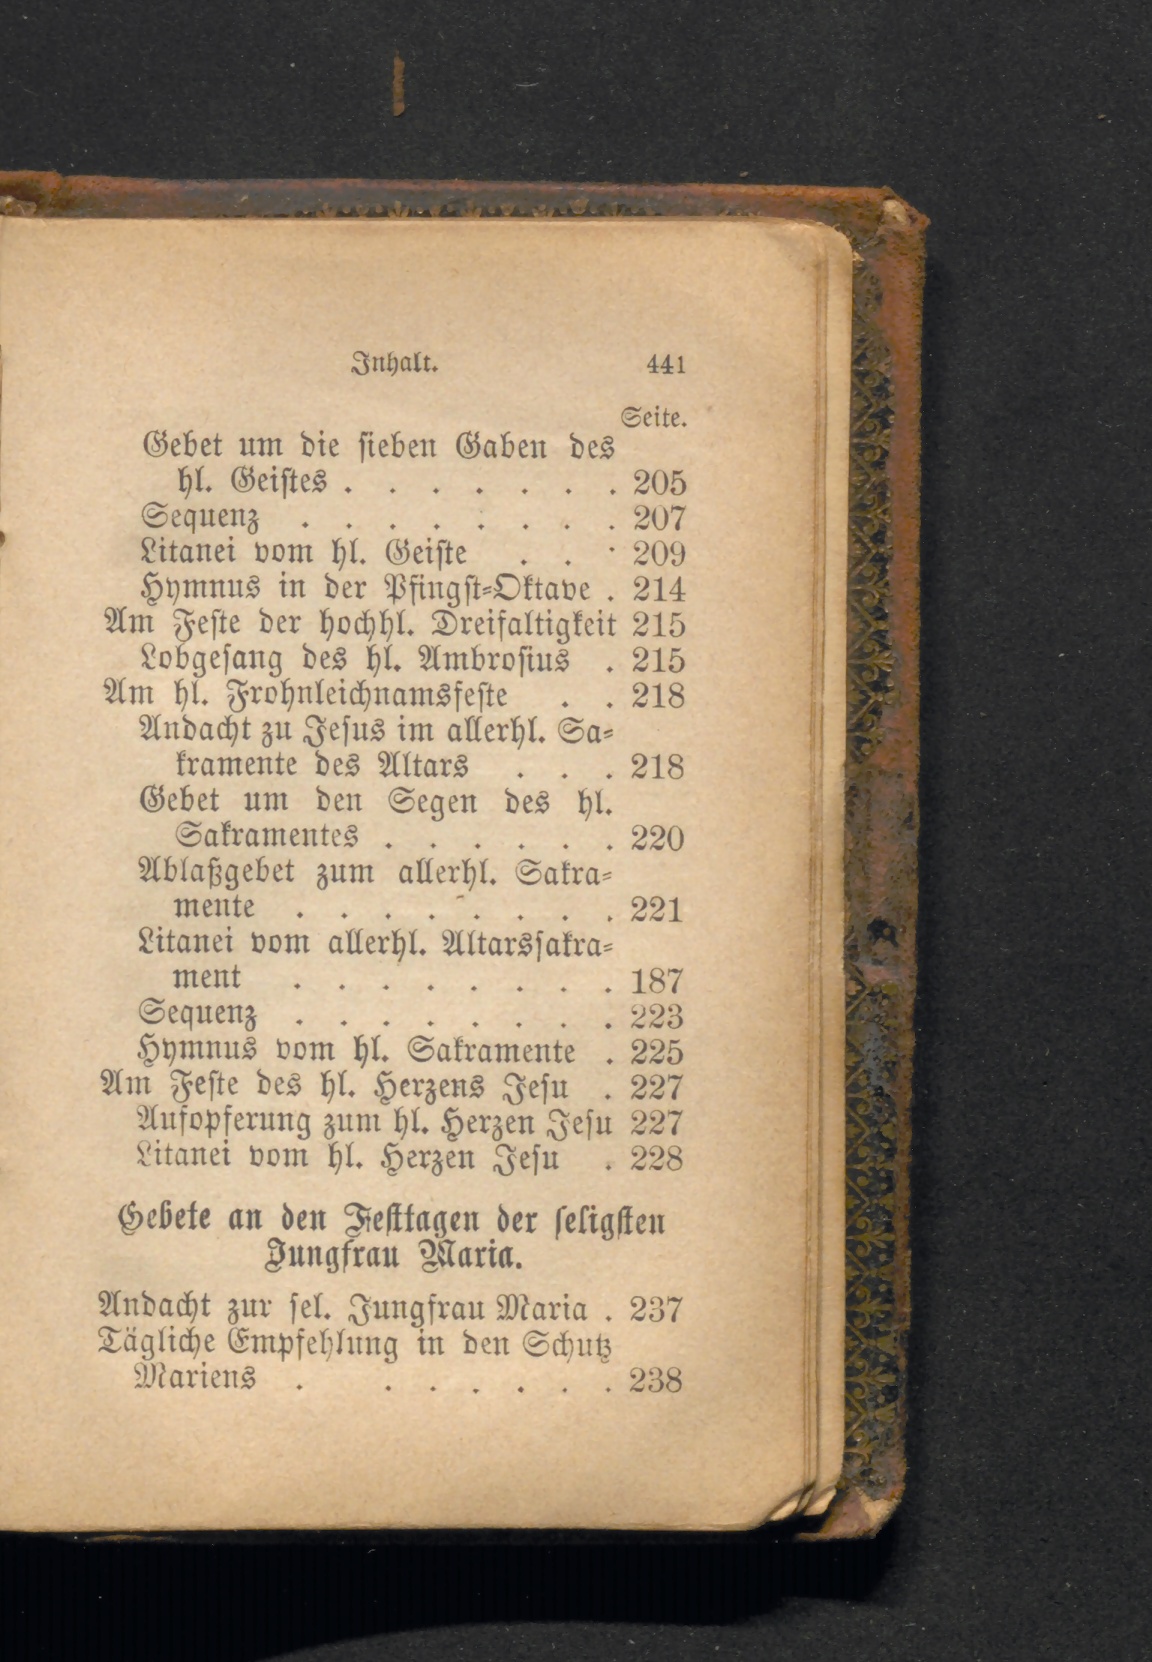 Inhalt. 441
Seite.
Gebet um die sieben Gaben des
hl. Geistes . . . . . . . 205
Sequenz . . . . . . . . 207
Litanei vom hl. Geiste . . . 209
Hymnus in der Pfingst-Oktave . 214
Am Feste der hochhl. Dreifaltigkeit 215
Lobgesang des hl. Ambrosius . 215
Am hl. Frohnleichnamsfeste . . 218
Andacht zu Jesus im allerhl. Sa-
kramente des Altars . . . 218
Gebet um den Segen des hl.
Sakramentes . . . . . . 220
Ablaßgebet zum allerhl. Sakra-
mente . . . . . . . . 221
Litanei vom allerhl. Altarssakra-
ment . . . . . . . . 187
Sequenz . . . . . . . . 223
Hymnus vom hl. Sakramente . 225
Am Feste des hl. Herzens Jesu . 227
Aufopferung zum hl. Herzen Jesu 227
Litanei vom hl. Herzen Jesu . 228
Gebete an den Festtagen der seligsten
Jungfrau Maria.
Andacht zur sel. Jungfrau Maria . 237
Tägliche Empfehlung in den Schutz
Mariens . . . . . . . 238